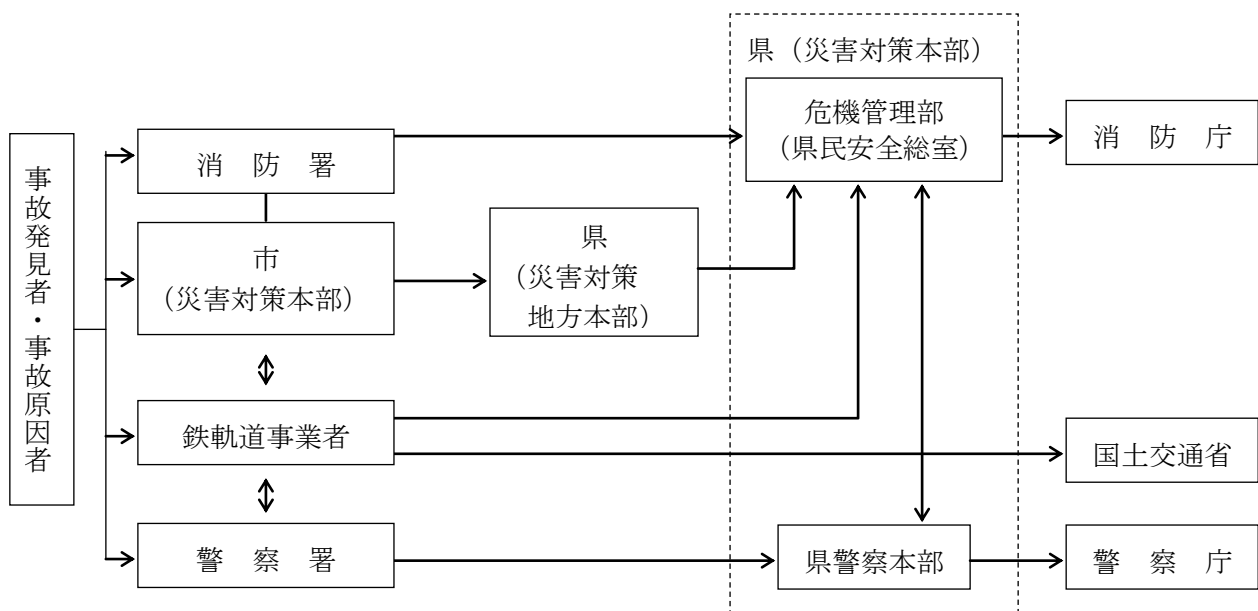 事故発見者・事故原因者
消防署
市
（災害対策本部）
鉄軌道事業者
警察署
県
（災害対策
地方本部）
県（災害対策本部）
危機管理部
（県民安全総室）
県警察本部
消防庁
国土交通省
警察庁